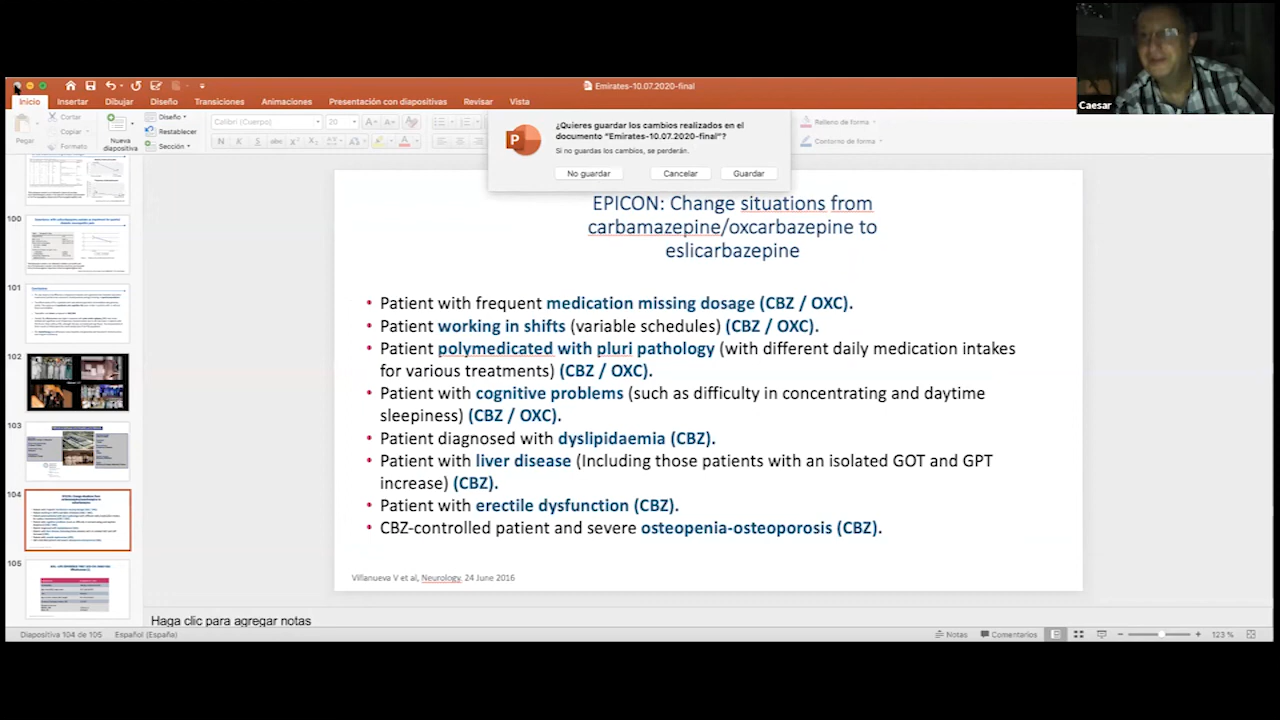 Caesar
Emirates-10.07.2020-final
Inicio Insertar Dibujar Diseño Transiciones Animaciones Presentación con diapositivas Revisar Vista
Pegar
Cortar
Copiar
Formato
Nueva
diapositiva
Diseño
Restablecer
Sección
Calibri (Cuerpo) 20
Relleno de forma
Contorno de forma
¿Quieres guardar los cambios realizados en el
documento "Emirates-10.07.2020-final"?
Si no guardas los cambios, se perderán.
No guardar Cancelar Guardar
100
101
102
103
104
105
EPICON: Change situations from
carbamazepine/oxcarbazepine to
eslicarbazepine
• Patient with frequent medication missing dosages (CBZ / OXC).
• Patient working in shifts (variable schedules) (CBZ / OXC).
• Patient polymedicated with pluri pathology (with different daily medication intakes
for various treatments) (CBZ / OXC).
• Patient with cognitive problems (such as difficulty in concentrating and daytime
sleepiness) (CBZ / OXC).
• Patient diagnosed with dyslipidaemia (CBZ).
• Patient with liver disease (Including those patients with an isolated GOT and GPT
increase) (CBZ).
• Patient with erectile dysfunction (CBZ).
• CBZ-controlled patient and severe osteopenia-osteoporosis (CBZ).
Villanueva V et al, Neurology. 24 June 2016
Haga clic para agregar notas
Diapositiva 104 de 105 Español (España) Notas Comentarios 123 %